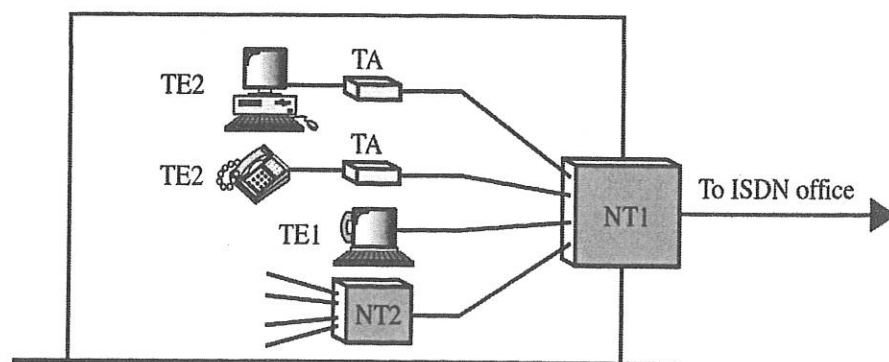 TA
TE2
TA
TE2
To ISDN office
NT1
TE1
NT2